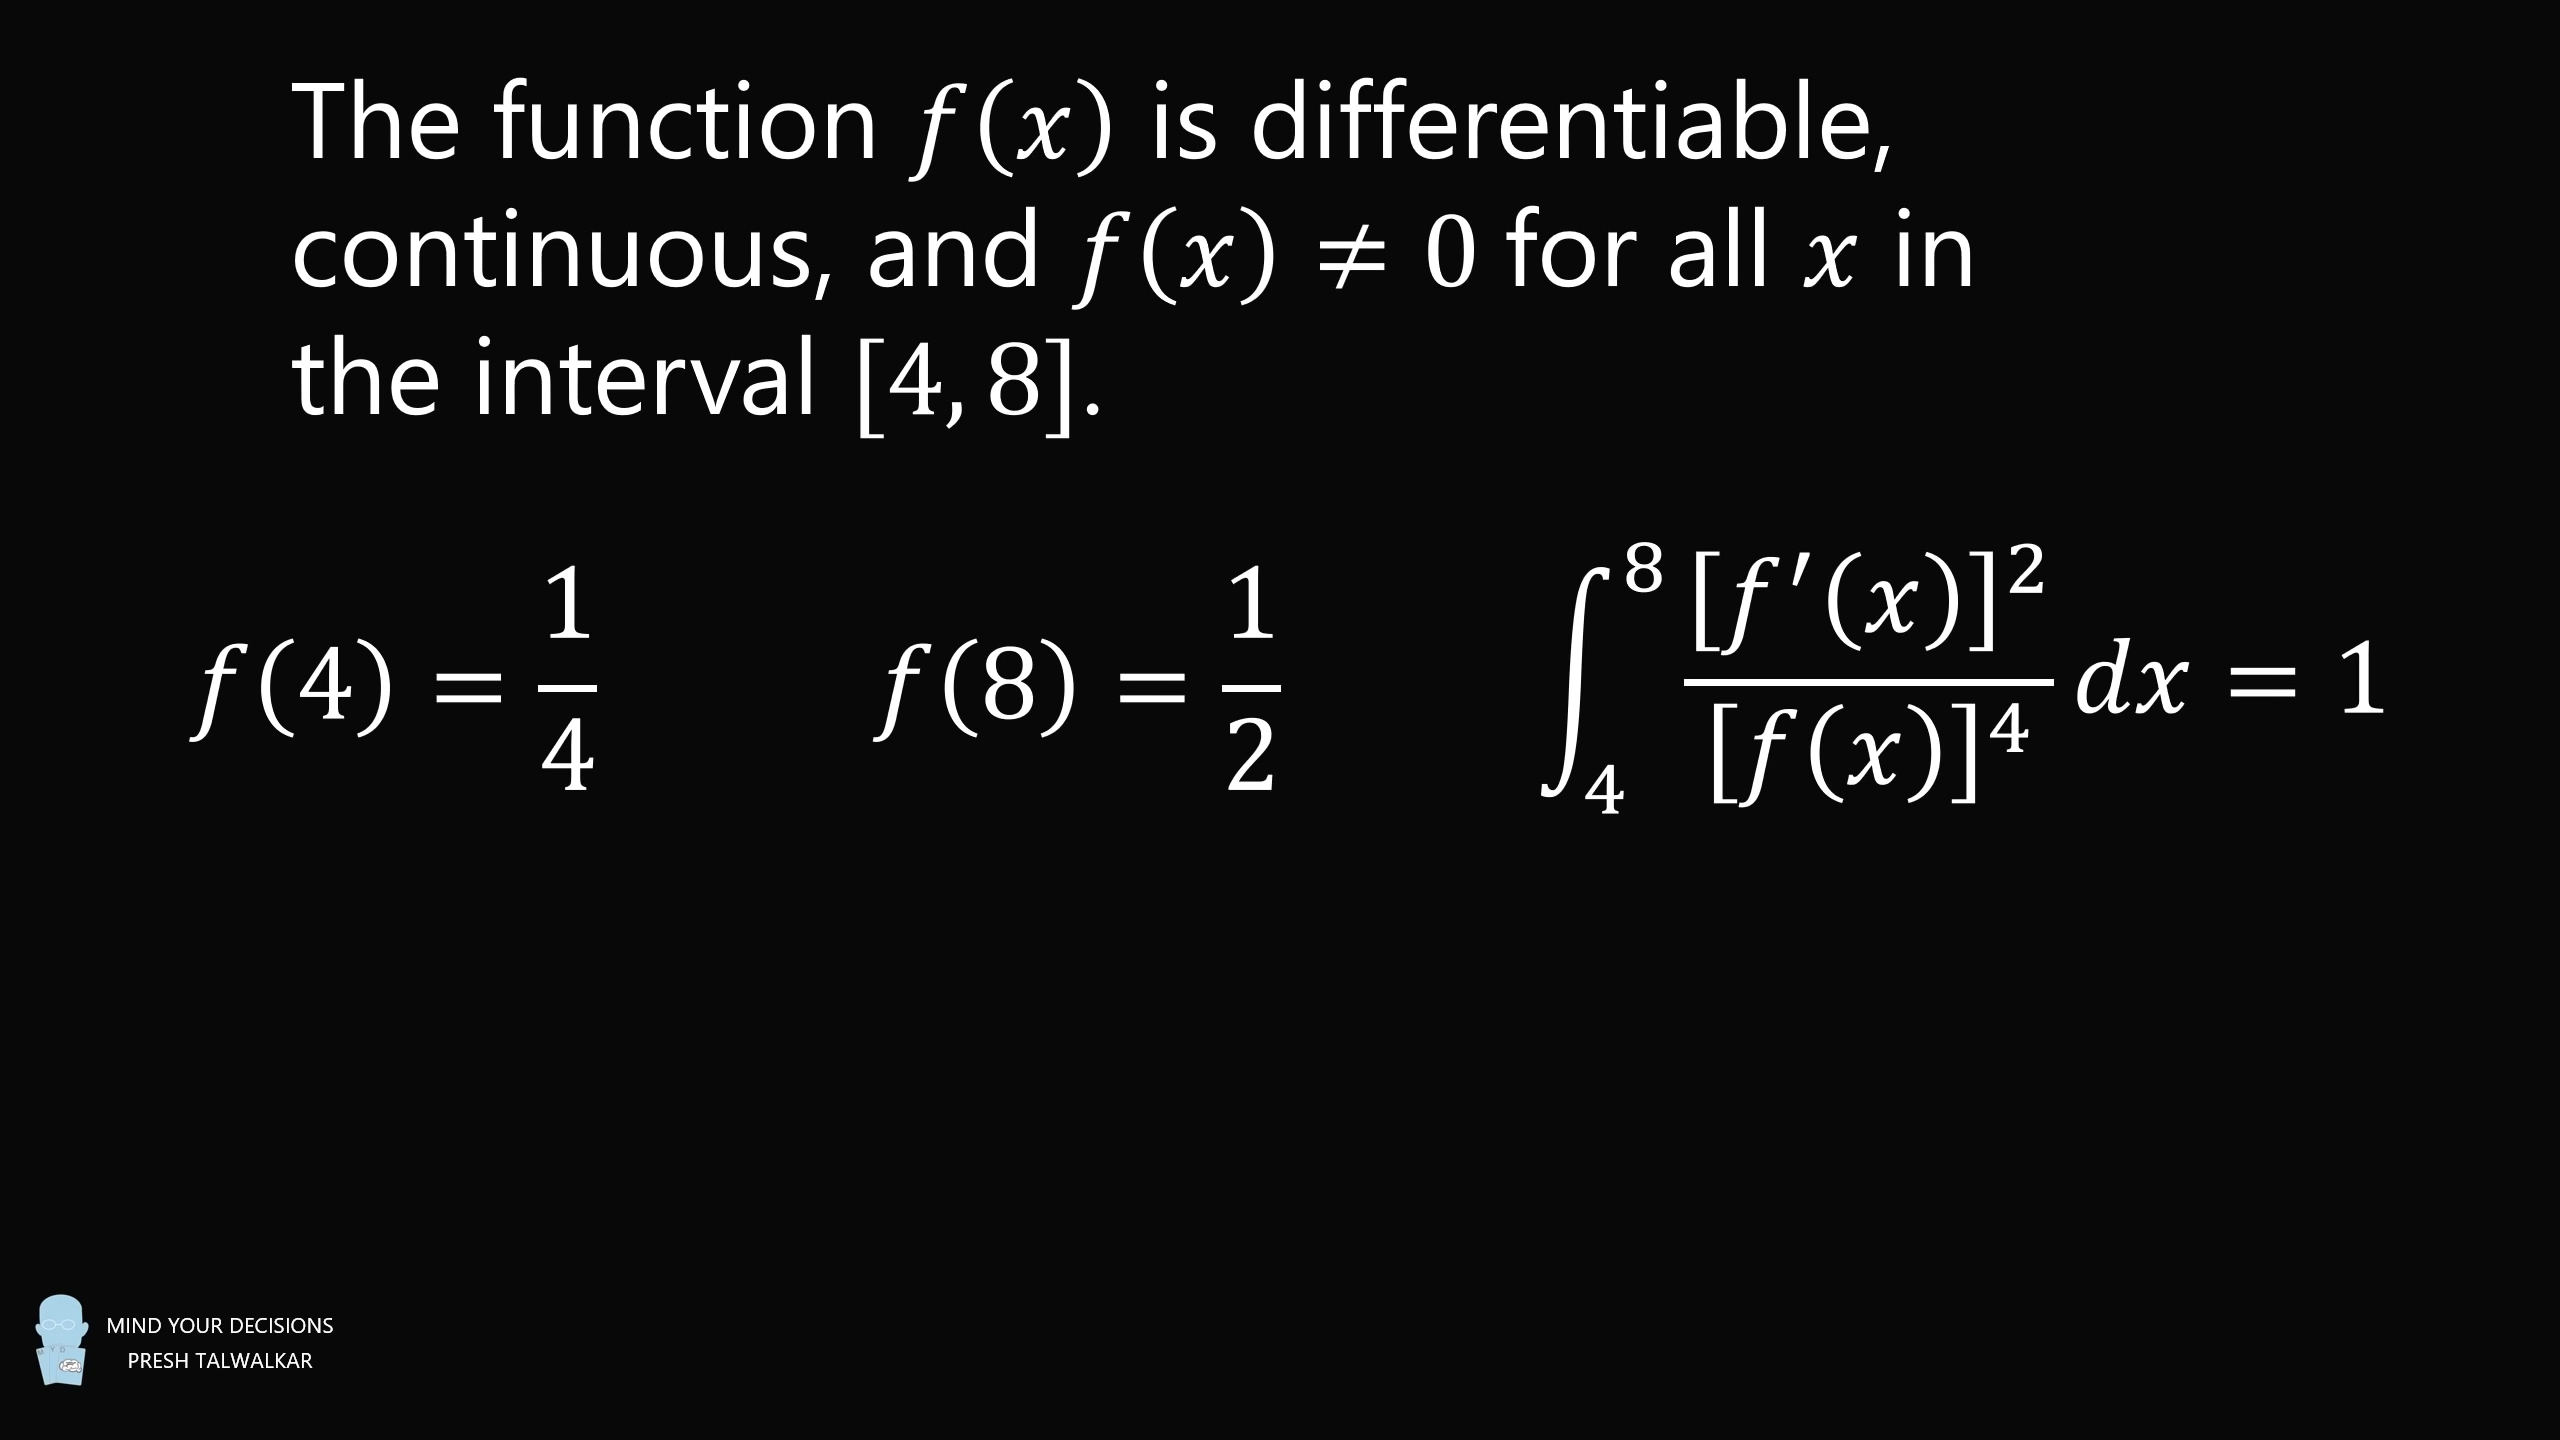 The function f(x) is differentiable,
continuous, and f(x) ≠ 0 for all x in
the interval [4, 8].
f(4) = 1/4 f(8) = 1/2 ∫₄⁸ [f′(x)]²/[f(x)]⁴ dx = 1
MIND YOUR DECISIONS
PRESH TALWALKAR